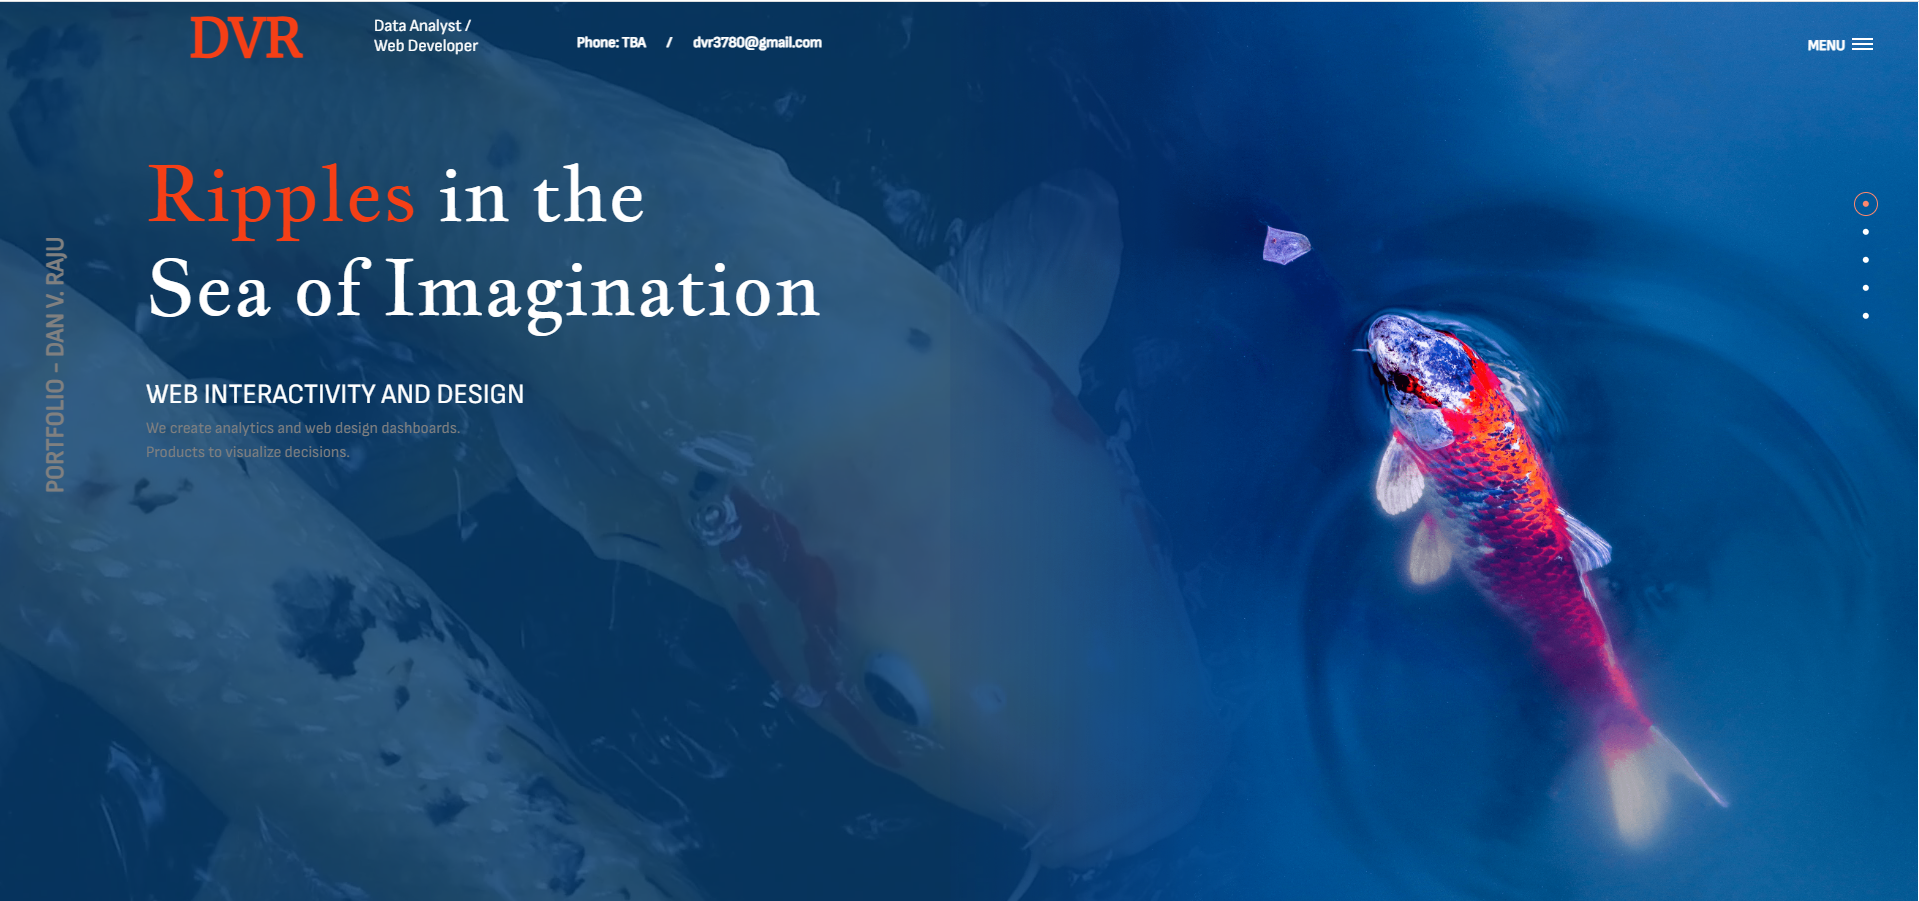 DVR
Data Analyst /
Web Developer
Phone: TBA / dvr3780@gmail.com
MENU
Ripples in the
Sea of Imagination
PORTFOLIO - DAN V. RAJU
WEB INTERACTIVITY AND DESIGN
We create analytics and web design dashboards.
Products to visualize decisions.